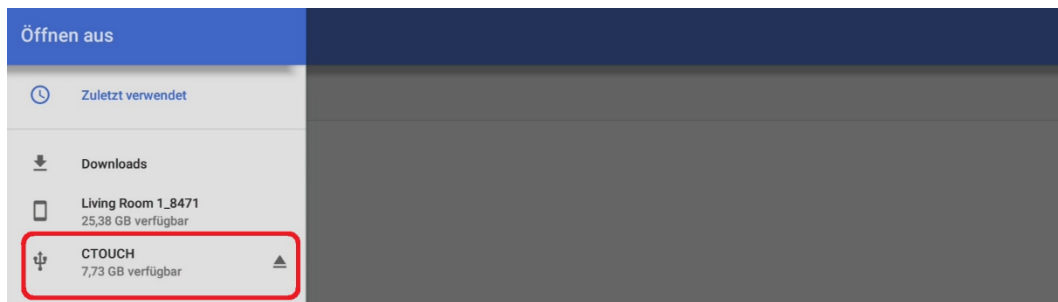 Öffnen aus
Zuletzt verwendet
Downloads
Living Room 1_8471
25,38 GB verfügbar
CTOUCH
7,73 GB verfügbar